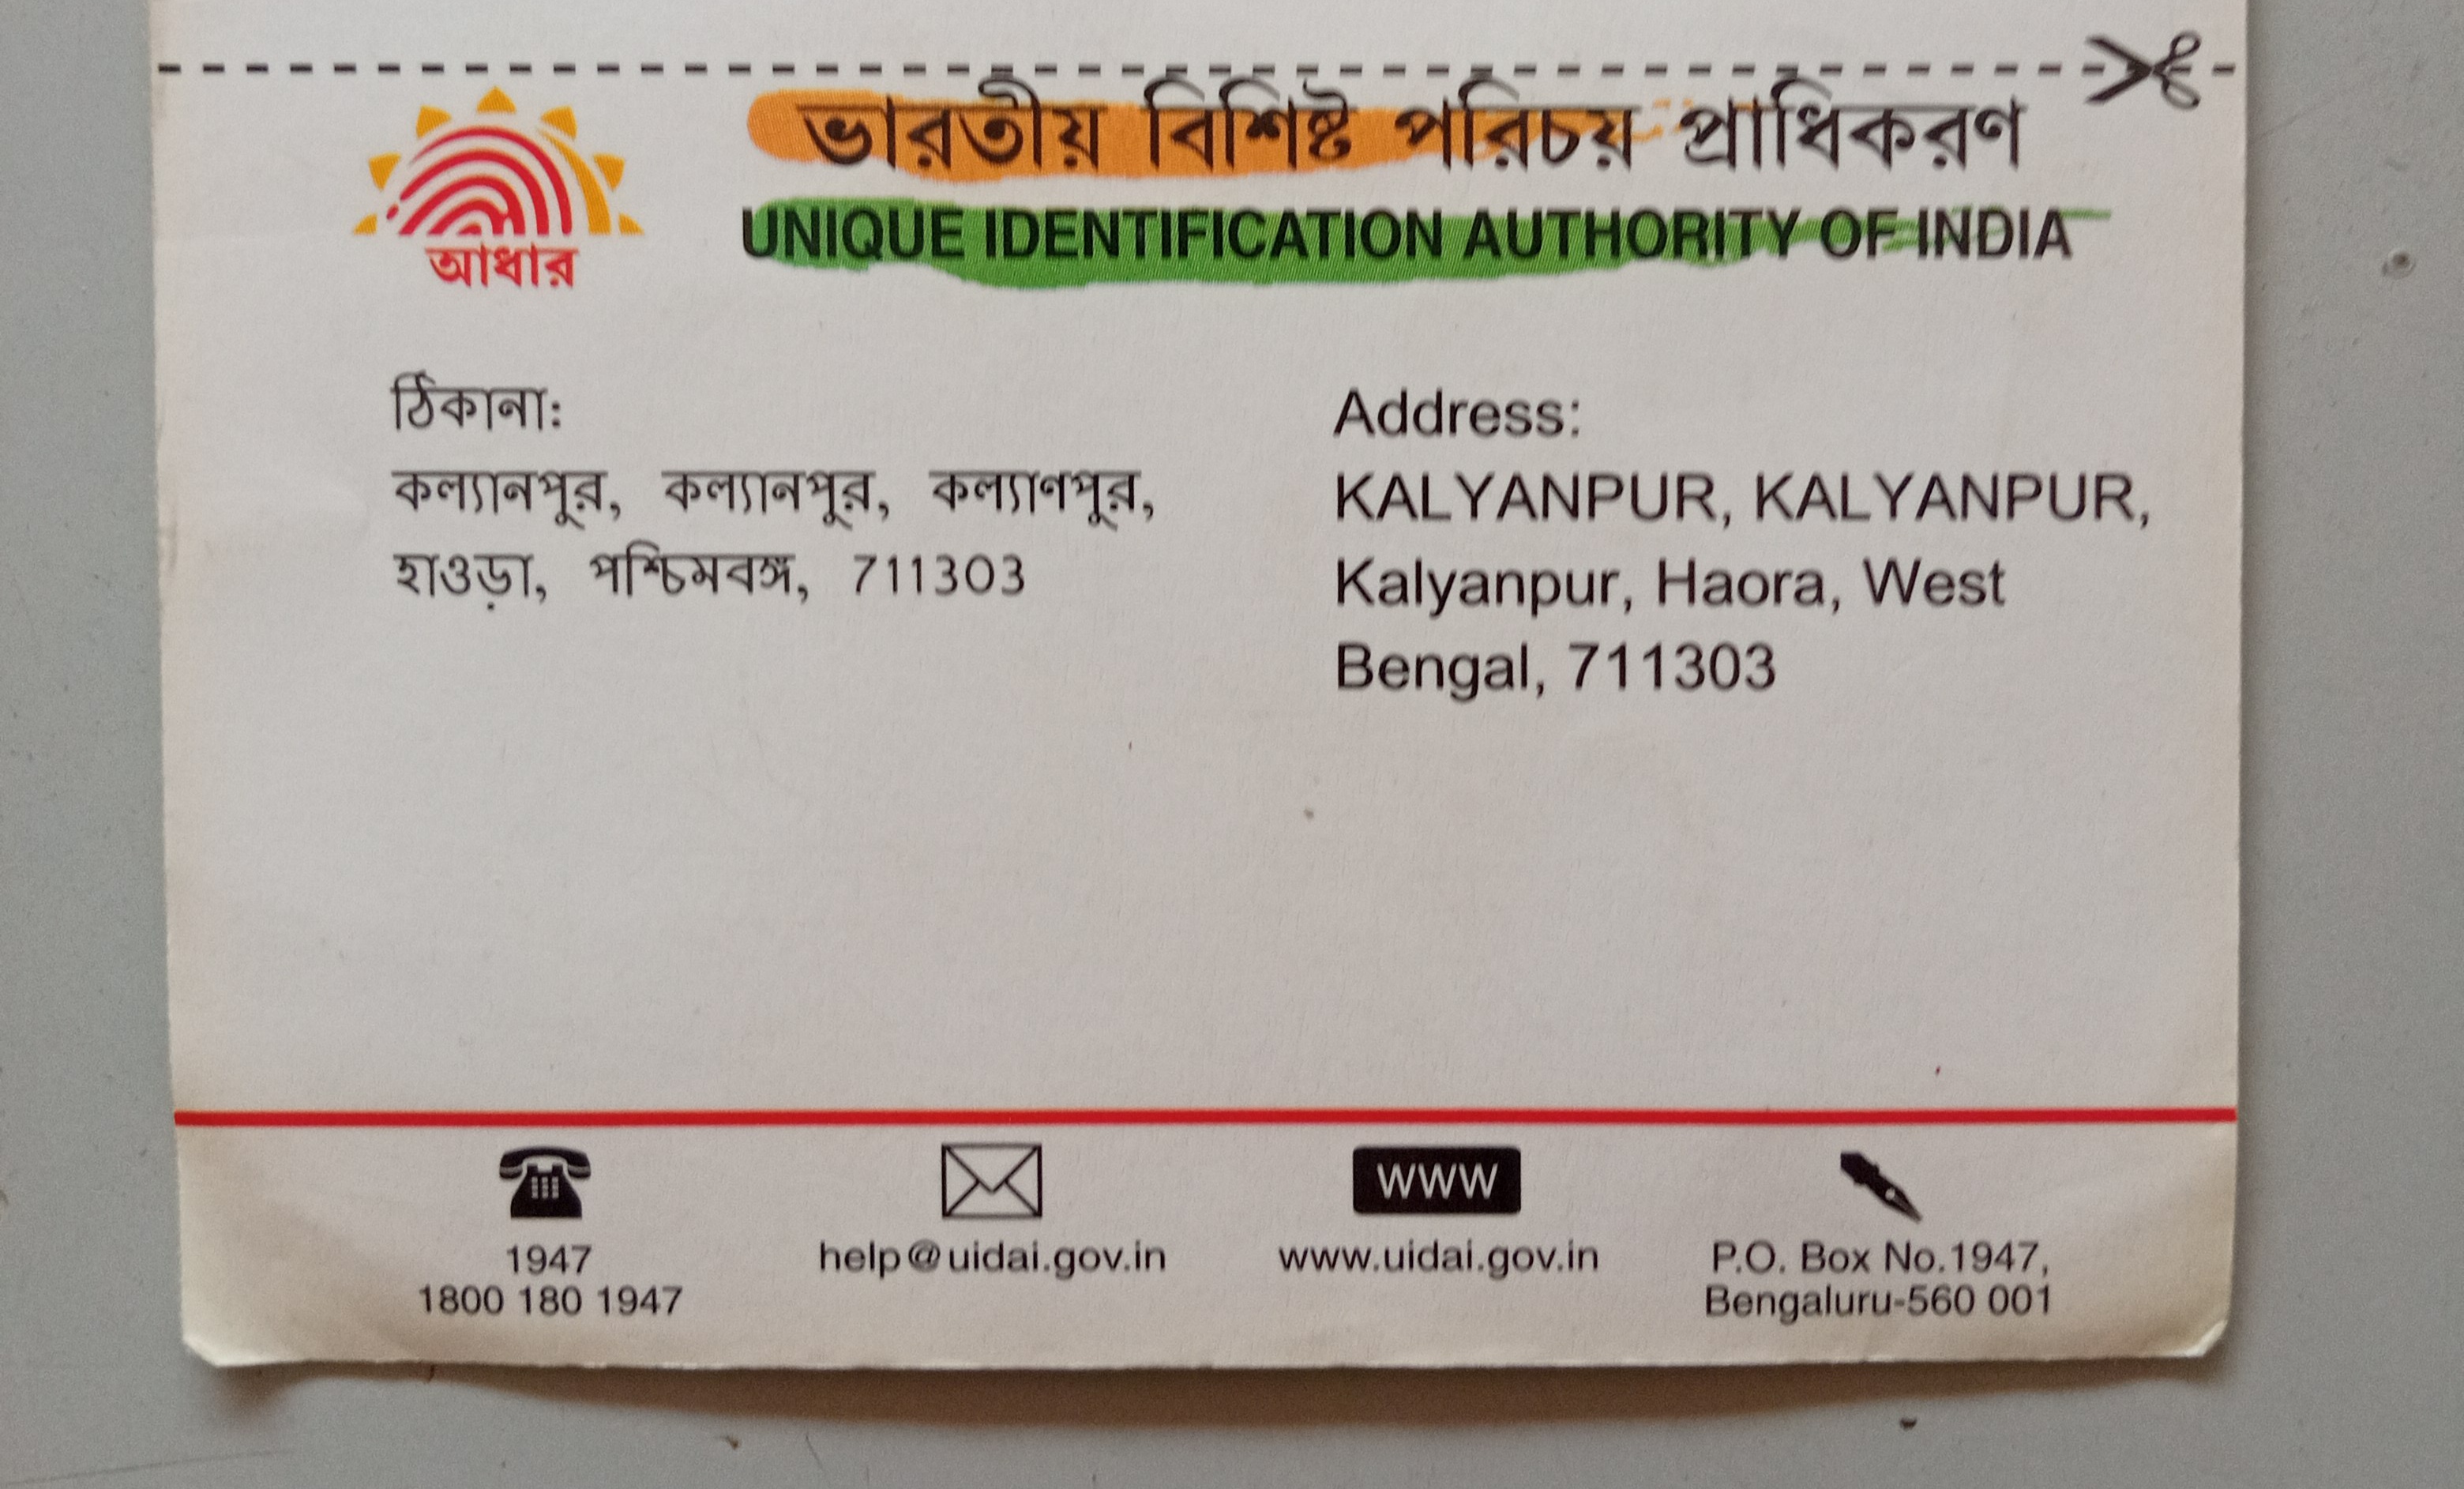 ভারতীয় বিশিষ্ট পরিচয় প্রাধিকরণ
UNIQUE IDENTIFICATION AUTHORITY OF INDIA
আধার
ঠিকানা:
কল্যানপুর, কল্যানপুর, কল্যাণপুর,
হাওড়া, পশ্চিমবঙ্গ, 711303
Address:
KALYANPUR, KALYANPUR,
Kalyanpur, Haora, West
Bengal, 711303
1947
1800 180 1947
help@uidai.gov.in
WWW
www.uidai.gov.in
P.O. Box No.1947,
Bengaluru-560 001